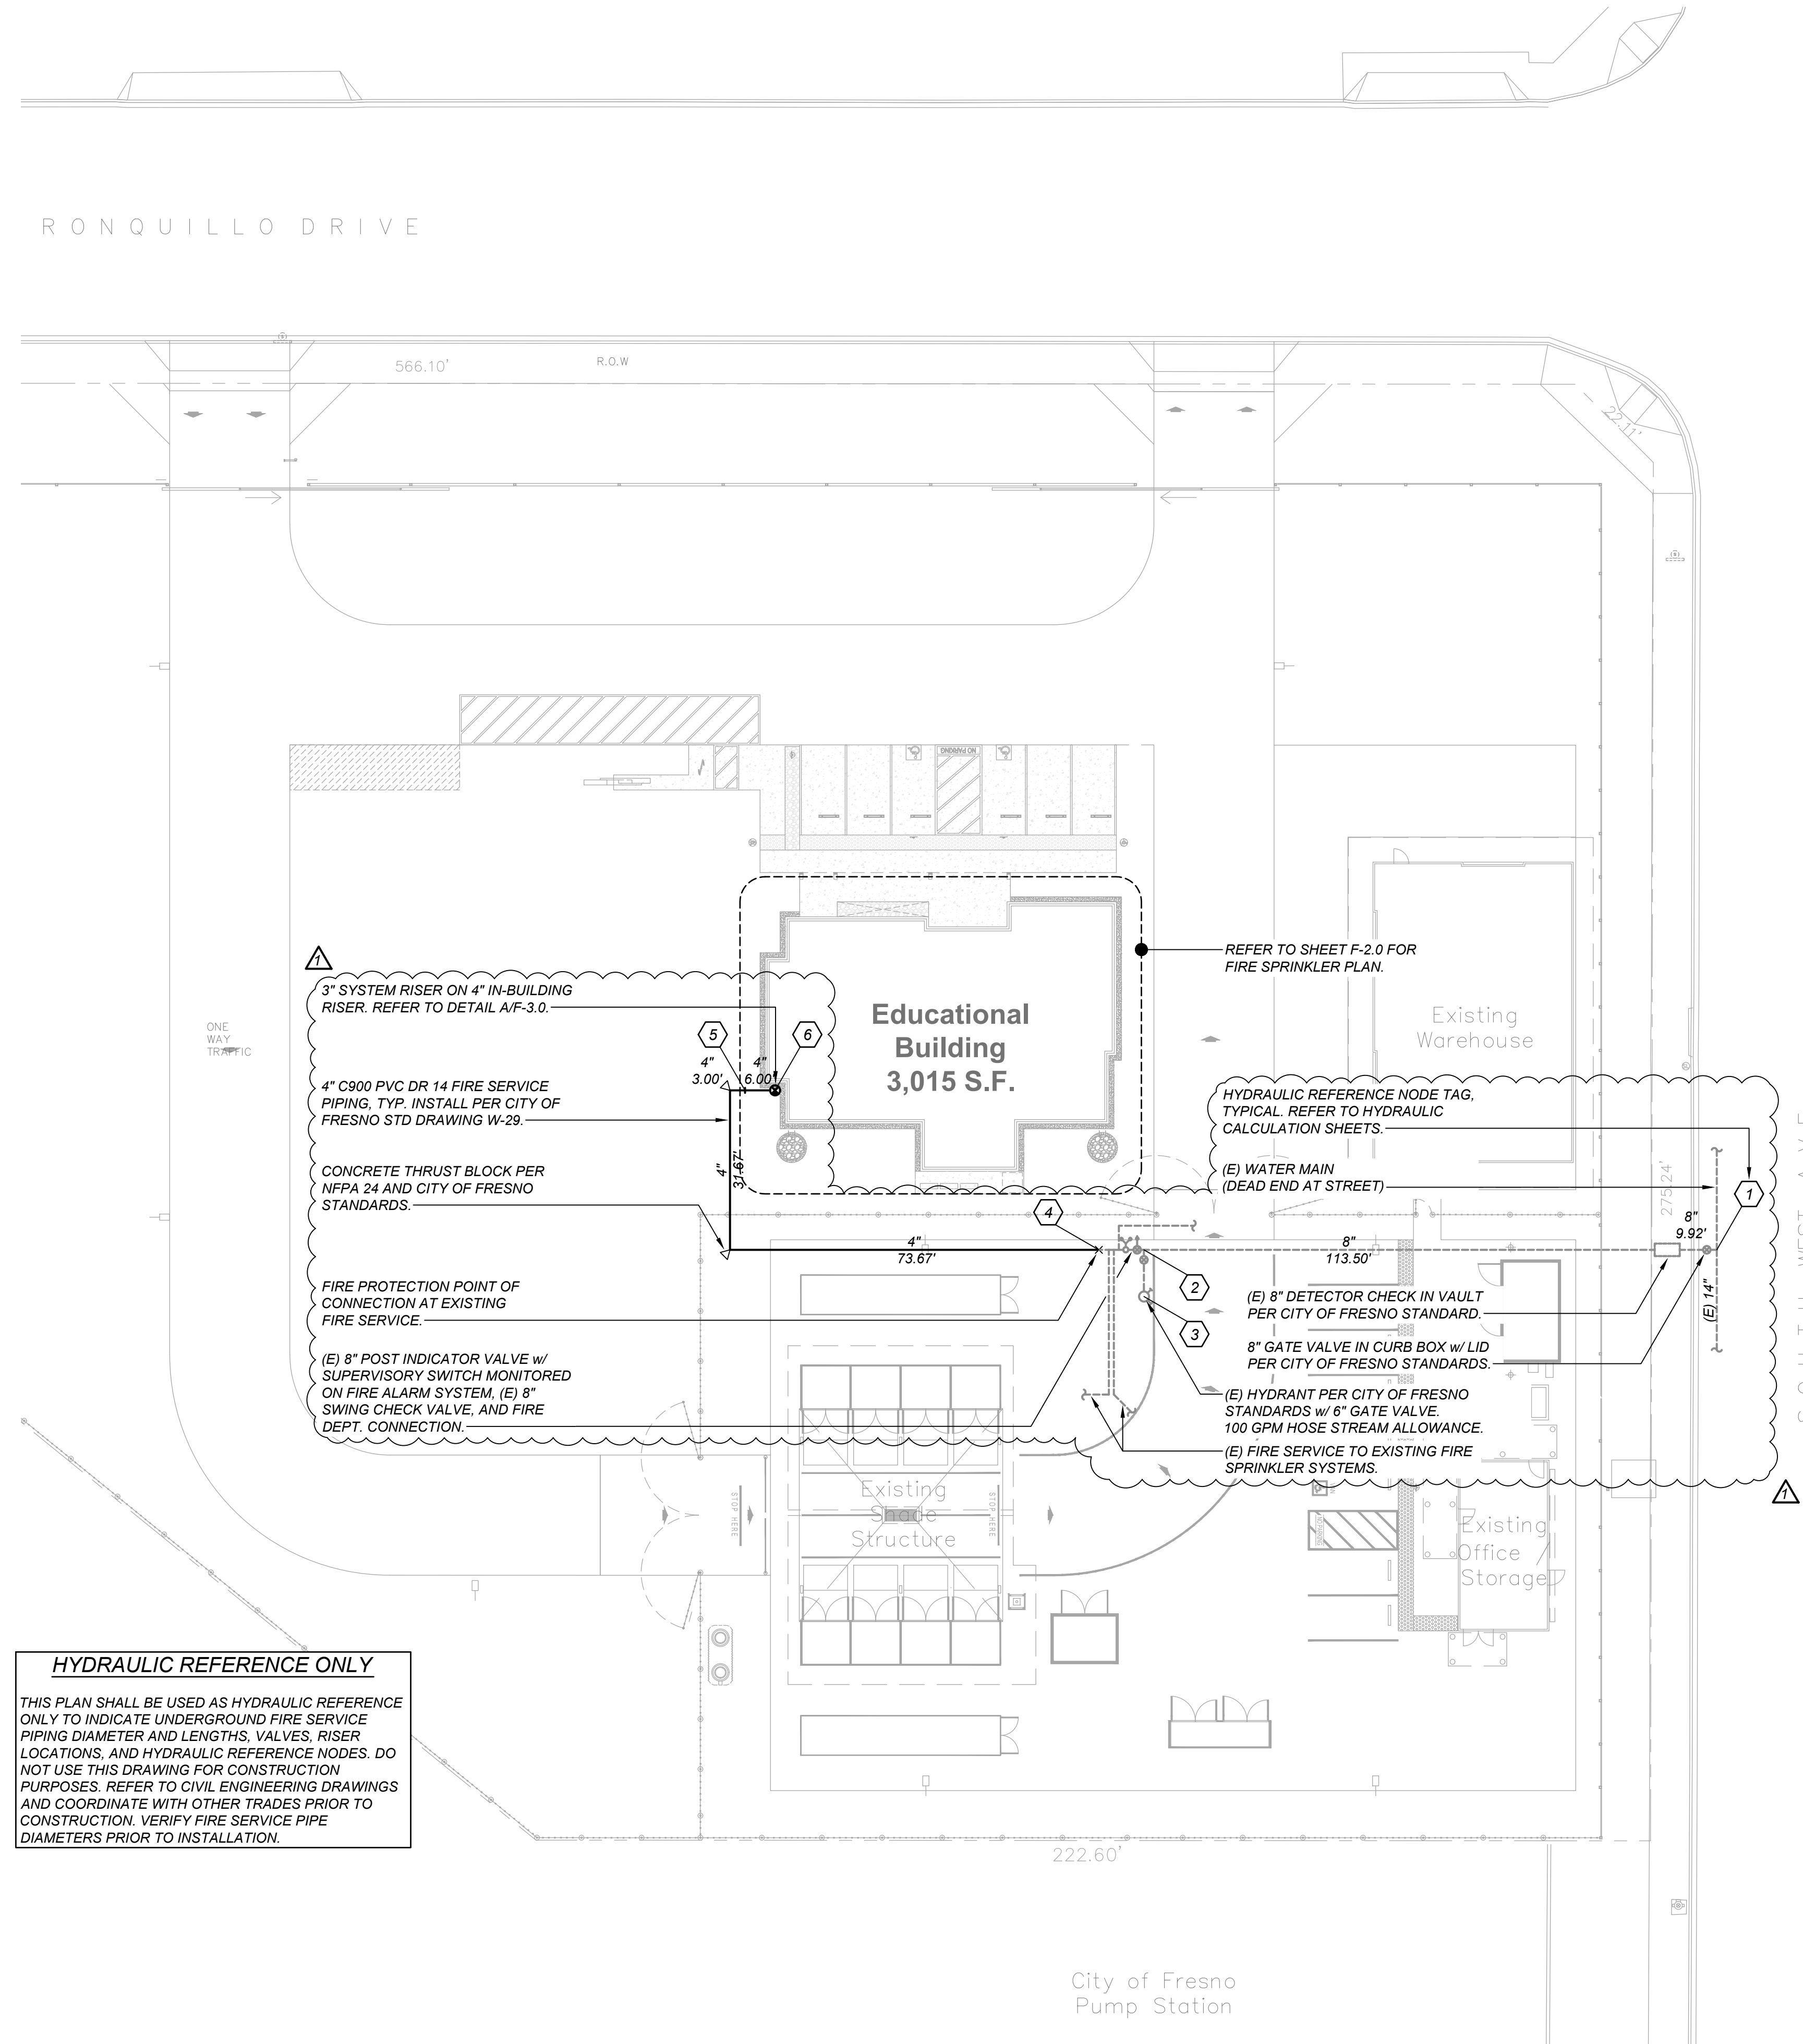 RONQUILLO DRIVE
566.10'
R.O.W
22.11'
NO PARKING
REFER TO SHEET F-2.0 FOR
FIRE SPRINKLER PLAN.
1
3" SYSTEM RISER ON 4" IN-BUILDING
RISER. REFER TO DETAIL A/F-3.0.
Educational
Building
3,015 S.F.
Existing
Warehouse
ONE
WAY
TRAFFIC
5
6
4"
3.00'
4"
6.00'
4" C900 PVC DR 14 FIRE SERVICE
PIPING, TYP. INSTALL PER CITY OF
FRESNO STD DRAWING W-29.
HYDRAULIC REFERENCE NODE TAG,
TYPICAL. REFER TO HYDRAULIC
CALCULATION SHEETS.
CONCRETE THRUST BLOCK PER
NFPA 24 AND CITY OF FRESNO
STANDARDS.
4"
31.67'
(E) WATER MAIN
(DEAD END AT STREET)
275.24'
1
8"
9.92'
4
4"
73.67'
8"
113.50'
2
3
FIRE PROTECTION POINT OF
CONNECTION AT EXISTING
FIRE SERVICE.
(E) 8" DETECTOR CHECK IN VAULT
PER CITY OF FRESNO STANDARD.
(E) 14"
8" GATE VALVE IN CURB BOX w/ LID
PER CITY OF FRESNO STANDARDS.
(E) 8" POST INDICATOR VALVE w/
SUPERVISORY SWITCH MONITORED
ON FIRE ALARM SYSTEM, (E) 8"
SWING CHECK VALVE, AND FIRE
DEPT. CONNECTION.
(E) HYDRANT PER CITY OF FRESNO
STANDARDS w/ 6" GATE VALVE.
100 GPM HOSE STREAM ALLOWANCE.
(E) FIRE SERVICE TO EXISTING FIRE
SPRINKLER SYSTEMS.
1
STOP HERE
Existing
Shade
Structure
STOP HERE
Existing
Office
Storage
HYDRAULIC REFERENCE ONLY
THIS PLAN SHALL BE USED AS HYDRAULIC REFERENCE
ONLY TO INDICATE UNDERGROUND FIRE SERVICE
PIPING DIAMETER AND LENGTHS, VALVES, RISER
LOCATIONS, AND HYDRAULIC REFERENCE NODES. DO
NOT USE THIS DRAWING FOR CONSTRUCTION
PURPOSES. REFER TO CIVIL ENGINEERING DRAWINGS
AND COORDINATE WITH OTHER TRADES PRIOR TO
CONSTRUCTION. VERIFY FIRE SERVICE PIPE
DIAMETERS PRIOR TO INSTALLATION.
222.60'
City of Fresno
Pump Station